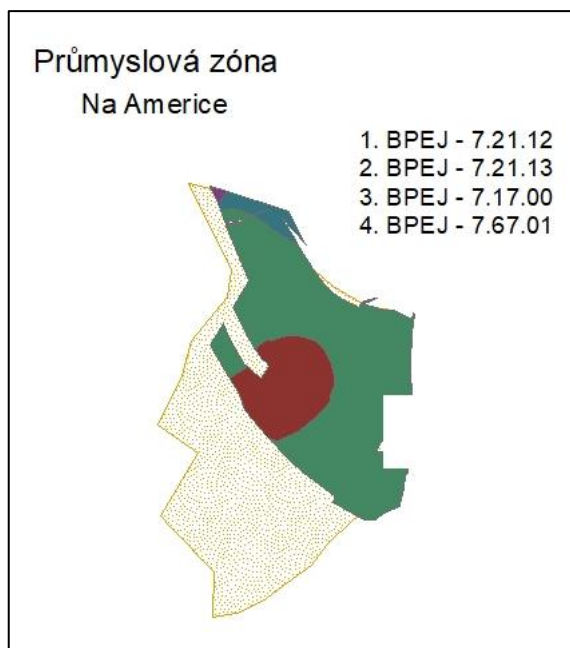 Průmyslová zóna
Na Americe
1. BPEJ - 7.21.12
2. BPEJ - 7.21.13
3. BPEJ - 7.17.00
4. BPEJ - 7.67.01